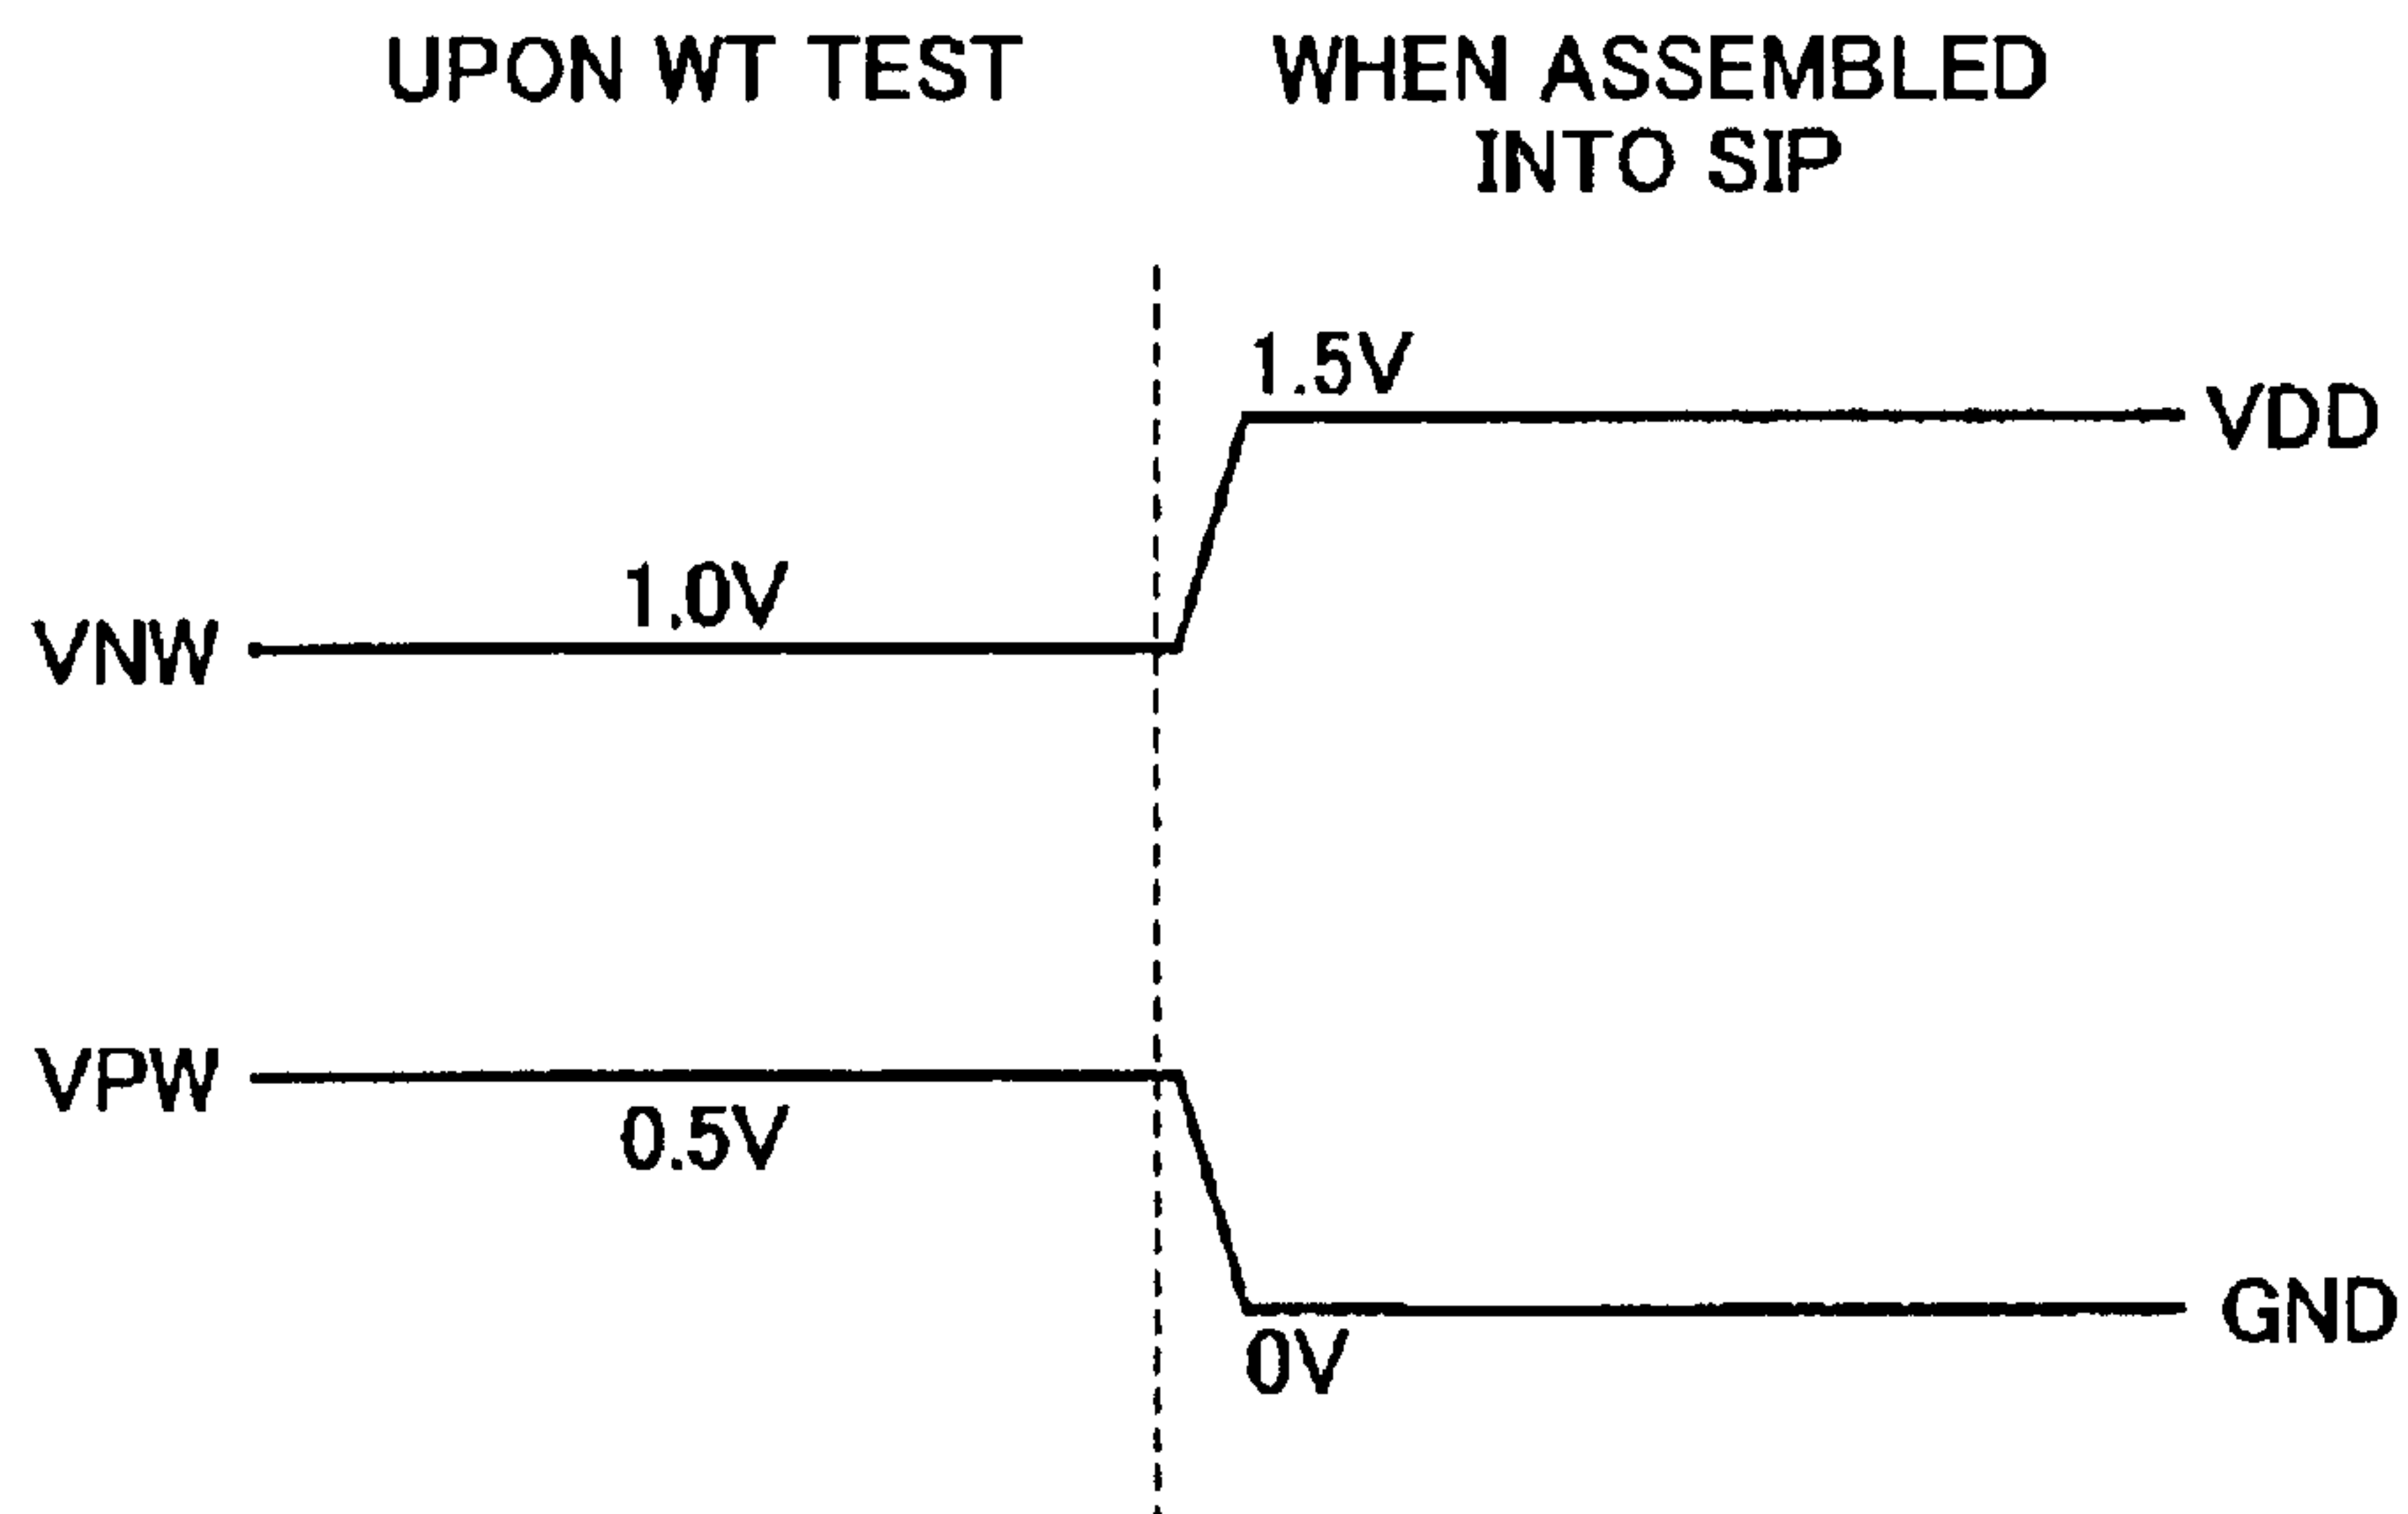 UPON WT TEST
WHEN ASSEMBLED
INTO SIP
1.5V
VDD
1.0V
VNW
VPW
0.5V
GND
0V